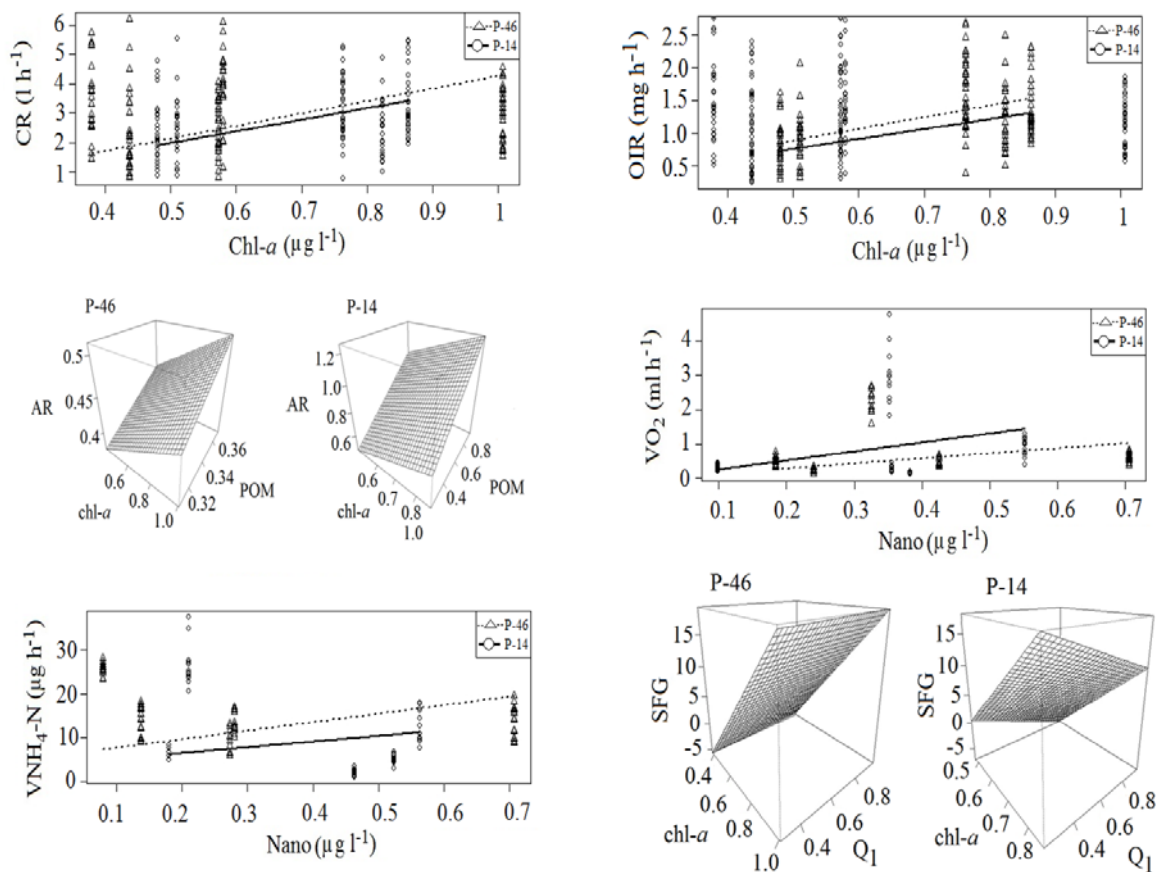 CR (l h⁻¹)
6
5
4
3
2
1
P-46
P-14
0.4 0.5 0.6 0.7 0.8 0.9 1
Chl-a (µg l⁻¹)
OIR (mg h⁻¹)
2.5
2.0
1.5
1.0
0.5
P-46
P-14
0.4 0.5 0.6 0.7 0.8 0.9 1
Chl-a (µg l⁻¹)
P-46
AR
0.5
0.45
0.4
0.6
0.8
1.0
chl-a
0.32
0.34
0.36
POM
P-14
AR
1.2
1.0
0.8
0.6
0.6
0.7
0.8
1.0
chl-a
0.4
0.6
0.8
POM
VO₂ (ml h⁻¹)
4
3
2
1
0
P-46
P-14
0.1 0.2 0.3 0.4 0.5 0.6 0.7
Nano (µg l⁻¹)
VNH₄-N (µg h⁻¹)
30
20
10
0
P-46
P-14
0.1 0.2 0.3 0.4 0.5 0.6 0.7
Nano (µg l⁻¹)
P-46
SFG
15
10
5
0
-5
0.4
0.6
0.8
1.0
chl-a
0.4
0.6
0.8
Q₁
P-14
SFG
15
10
5
0
-5
0.5
0.6
0.7
0.8
chl-a
0.4
0.6
0.8
Q₁